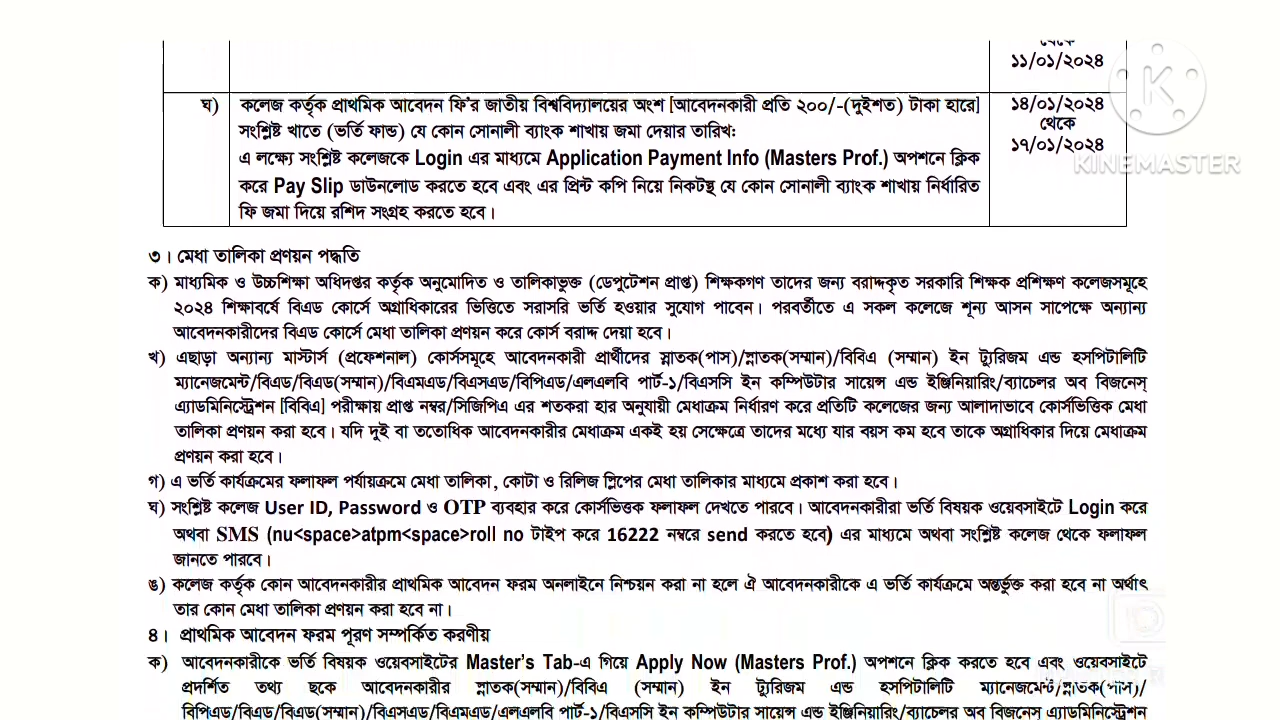 থেকে
১১/০১/২০২৪
ঘ) কলেজ কর্তৃক প্রাথমিক আবেদন ফি'র জাতীয় বিশ্ববিদ্যালয়ের অংশ [আবেদনকারী প্রতি ২০০/-(দুইশত) টাকা হারে] ১৪/০১/২০২৪
সংশ্লিষ্ট খাতে (ভর্তি ফান্ড) যে কোন সোনালী ব্যাংক শাখায় জমা দেয়ার তারিখঃ থেকে
এ লক্ষ্যে সংশ্লিষ্ট কলেজকে Login এর মাধ্যমে Application Payment Info (Masters Prof.) অপশনে ক্লিক ১৭/০১/২০২৪
KINEMASTER
করে Pay Slip ডাউনলোড করতে হবে এবং এর প্রিন্ট কপি নিয়ে নিকটস্থ যে কোন সোনালী ব্যাংক শাখায় নির্ধারিত
ফি জমা দিয়ে রশিদ সংগ্রহ করতে হবে।
৩। মেধা তালিকা প্রণয়ন পদ্ধতি
ক) মাধ্যমিক ও উচ্চশিক্ষা অধিদপ্তর কর্তৃক অনুমোদিত ও তালিকাভুক্ত (ডেপুটেশন প্রাপ্ত) শিক্ষকগণ তাদের জন্য বরাদ্দকৃত সরকারি শিক্ষক প্রশিক্ষণ কলেজসমূহে
২০২৪ শিক্ষাবর্ষে বিএড কোর্সে অগ্রাধিকারের ভিত্তিতে সরাসরি ভর্তি হওয়ার সুযোগ পাবেন। পরবর্তীতে এ সকল কলেজে শূন্য আসন সাপেক্ষে অন্যান্য
আবেদনকারীদের বিএড কোর্সে মেধা তালিকা প্রণয়ন করে কোর্স বরাদ্দ দেয়া হবে।
খ) এছাড়া অন্যান্য মাস্টার্স (প্রফেশনাল) কোর্সসমূহে আবেদনকারী প্রার্থীদের স্নাতক(পাস)/স্নাতক(সম্মান)/বিবিএ (সম্মান) ইন ট্যুরিজম এন্ড হসপিটালিটি
ম্যানেজমেন্ট/বিএড/বিএড(সম্মান)/বিএমএড/বিএসএড/বিপিএড/এলএলবি পার্ট-১/বিএসসি ইন কম্পিউটার সায়েন্স এন্ড ইঞ্জিনিয়ারিং/ব্যাচেলর অব বিজনেস্
এ্যাডমিনিস্ট্রেশন [বিবিএ] পরীক্ষায় প্রাপ্ত নম্বর/সিজিপিএ এর শতকরা হার অনুযায়ী মেধাক্রম নির্ধারণ করে প্রতিটি কলেজের জন্য আলাদাভাবে কোর্সভিত্তিক মেধা
তালিকা প্রণয়ন করা হবে। যদি দুই বা ততোধিক আবেদনকারীর মেধাক্রম একই হয় সেক্ষেত্রে তাদের মধ্যে যার বয়স কম হবে তাকে অগ্রাধিকার দিয়ে মেধাক্রম
প্রণয়ন করা হবে।
গ) এ ভর্তি কার্যক্রমের ফলাফল পর্যায়ক্রমে মেধা তালিকা, কোটা ও রিলিজ স্লিপের মেধা তালিকার মাধ্যমে প্রকাশ করা হবে।
ঘ) সংশ্লিষ্ট কলেজ User ID, Password ও OTP ব্যবহার করে কোর্সভিত্তক ফলাফল দেখতে পারবে। আবেদনকারীরা ভর্তি বিষয়ক ওয়েবসাইটে Login করে
অথবা SMS (nu<space>atpm<space>roll no টাইপ করে 16222 নম্বরে send করতে হবে) এর মাধ্যমে অথবা সংশ্লিষ্ট কলেজ থেকে ফলাফল
জানতে পারবে।
ঙ) কলেজ কর্তৃক কোন আবেদনকারীর প্রাথমিক আবেদন ফরম অনলাইনে নিশ্চয়ন করা না হলে ঐ আবেদনকারীকে এ ভর্তি কার্যক্রমে অন্তর্ভুক্ত করা হবে না অর্থাৎ
তার কোন মেধা তালিকা প্রণয়ন করা হবে না।
৪। প্রাথমিক আবেদন ফরম পূরণ সম্পর্কিত করণীয়
ক) আবেদনকারীকে ভর্তি বিষয়ক ওয়েবসাইটের Master's Tab-এ গিয়ে Apply Now (Masters Prof.) অপশনে ক্লিক করতে হবে এবং ওয়েবসাইটে
প্রদর্শিত তথ্য ছকে আবেদনকারীর স্নাতক(সম্মান)/বিবিএ (সম্মান) ইন ট্যুরিজম এন্ড হসপিটালিটি ম্যানেজমেন্ট/স্নাতক(পাস)/
বিপিএড/বিএড/বিএড(সম্মান)/বিএসএড/বিএমএড/এলএলবি পার্ট-১/বিএসসি ইন কম্পিউটার সায়েন্স এন্ড ইঞ্জিনিয়ারিং/ব্যাচেলর অব বিজনেস্ এ্যাডমিনিস্ট্রেশন